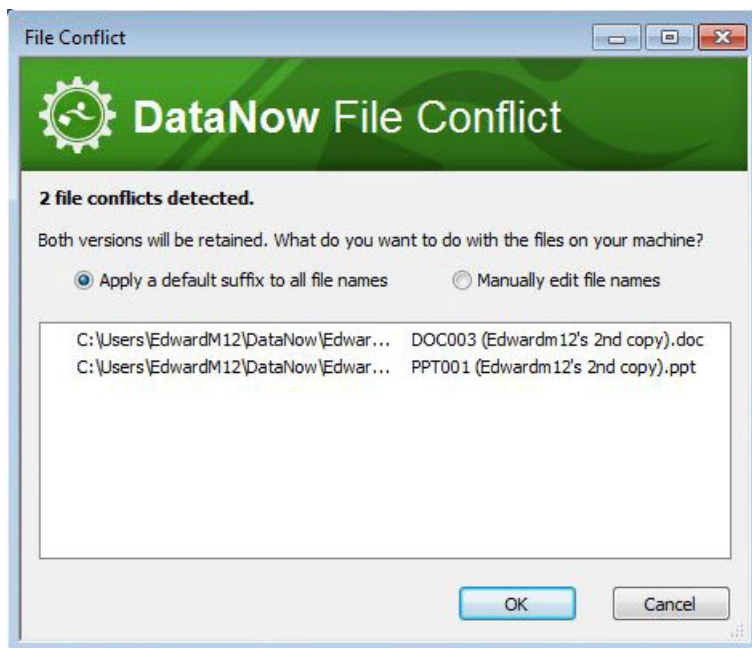 File Conflict
DataNow File Conflict
2 file conflicts detected.
Both versions will be retained. What do you want to do with the files on your machine?
Apply a default suffix to all file names Manually edit file names
C:\Users\EdwardM12\DataNow\Edwar... DOC003 (Edwardm12's 2nd copy).doc
C:\Users\EdwardM12\DataNow\Edwar... PPT001 (Edwardm12's 2nd copy).ppt
OK Cancel